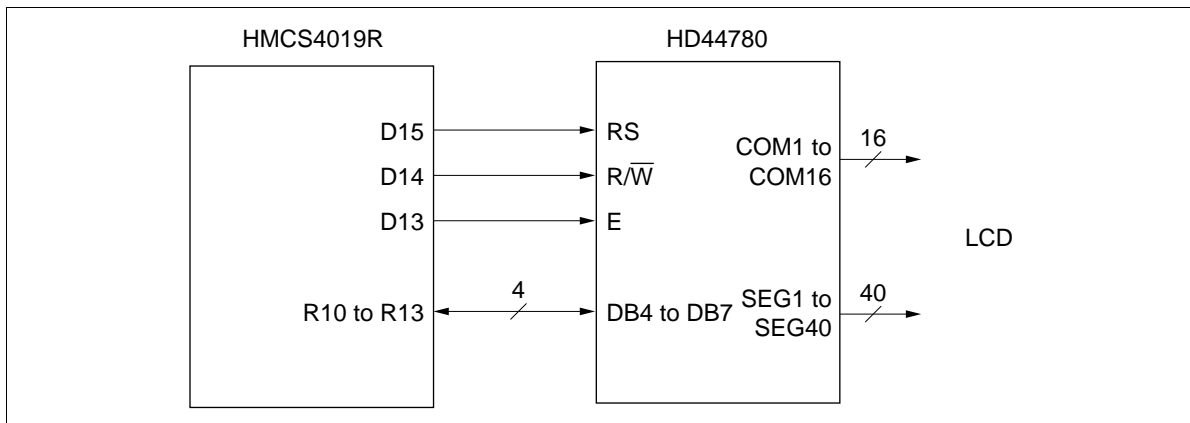 HMCS4019R
HD44780
D15
RS
D14
R/W̅
D13
E
R10 to R13
4
DB4 to DB7
COM1 to
COM16
16
SEG1 to
SEG40
40
LCD